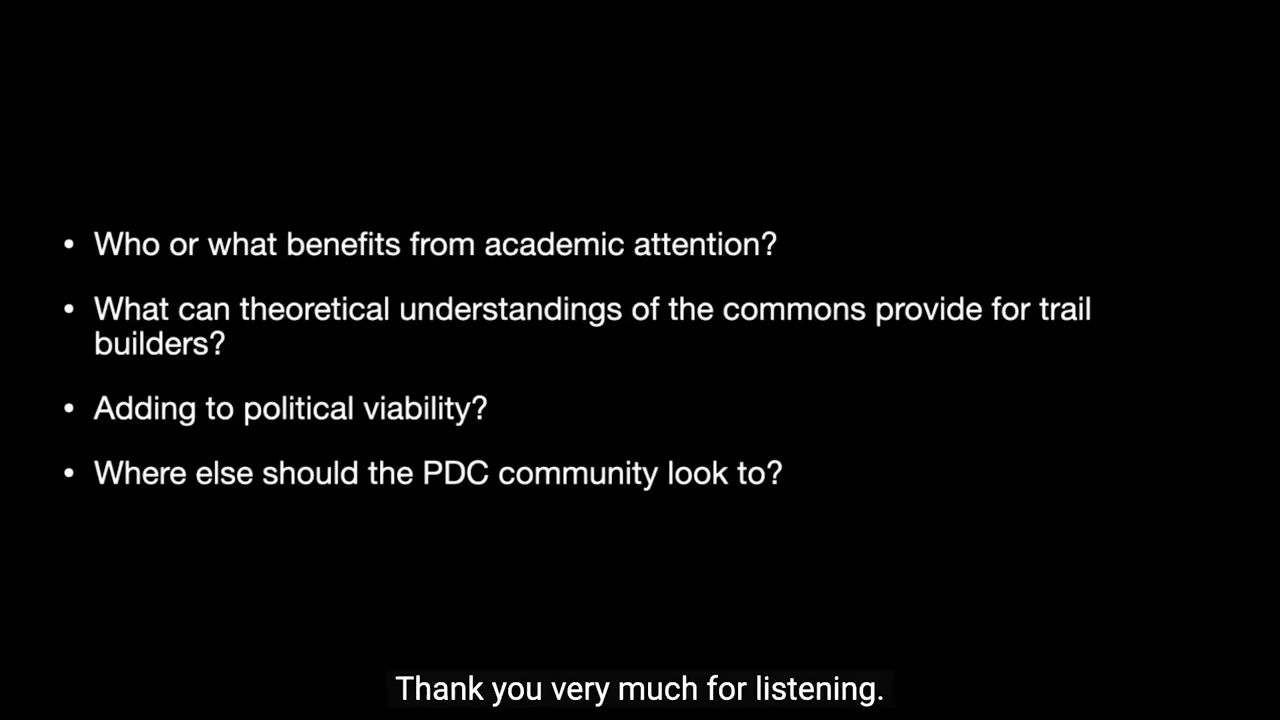 • Who or what benefits from academic attention?
• What can theoretical understandings of the commons provide for trail
builders?
• Adding to political viability?
• Where else should the PDC community look to?
Thank you very much for listening.